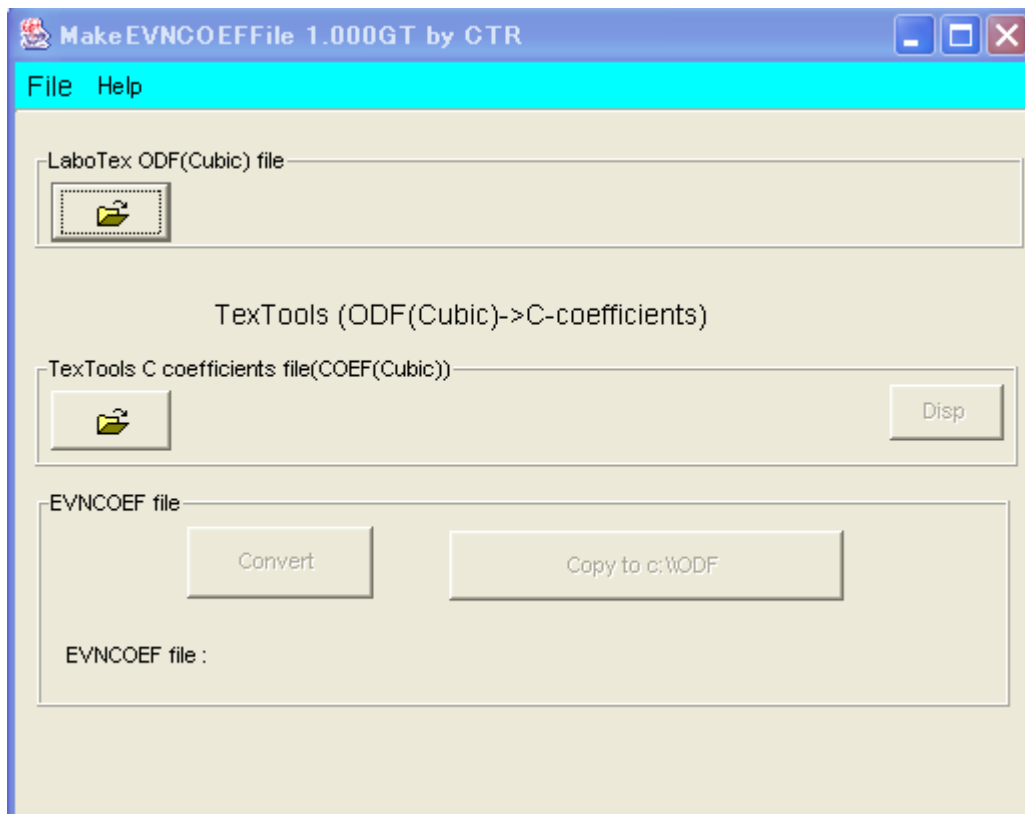 MakeEVNCOEFFile 1.000GT by CTR
File Help
LaboTex ODF(Cubic) file
TexTools (ODF(Cubic)->C-coefficients)
TexTools C coefficients file(COEF(Cubic))
Disp
EVNCOEF file
Convert
Copy to c:\\ODF
EVNCOEF file :